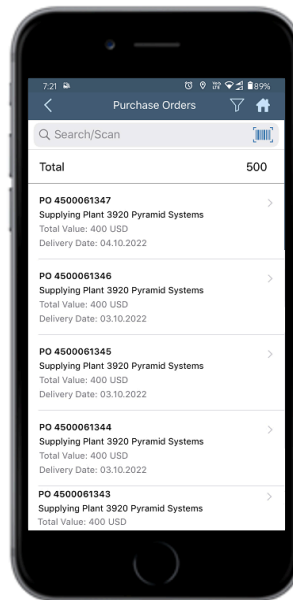 7:21 89%
Purchase Orders
Search/Scan
Total 500
PO 4500061347
Supplying Plant 3920 Pyramid Systems
Total Value: 400 USD
Delivery Date: 04.10.2022
PO 4500061346
Supplying Plant 3920 Pyramid Systems
Total Value: 400 USD
Delivery Date: 03.10.2022
PO 4500061345
Supplying Plant 3920 Pyramid Systems
Total Value: 400 USD
Delivery Date: 03.10.2022
PO 4500061344
Supplying Plant 3920 Pyramid Systems
Total Value: 400 USD
Delivery Date: 03.10.2022
PO 4500061343
Supplying Plant 3920 Pyramid Systems
Total Value: 400 USD